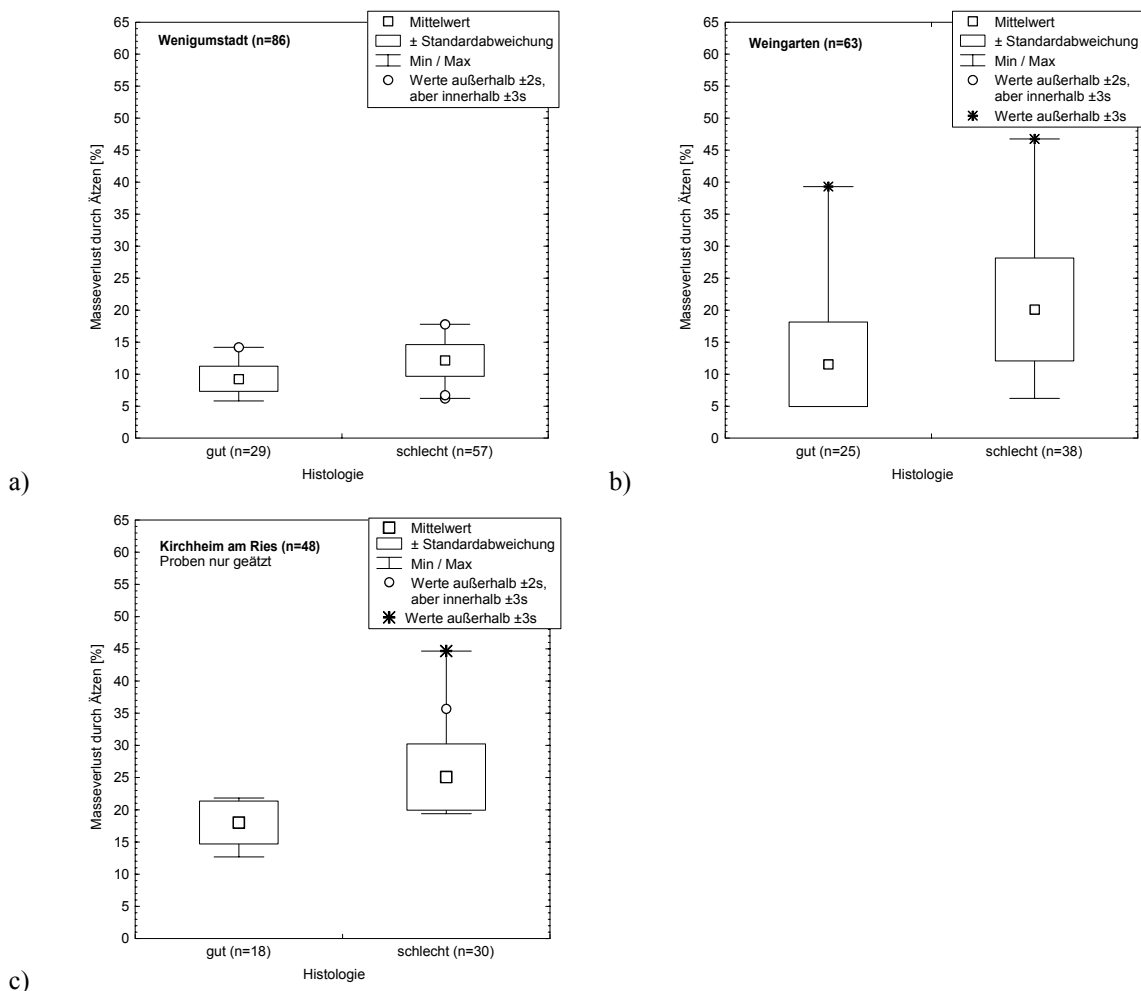 65
60
55
50
45
40
35
30
25
20
15
10
5
0
Masseverlust durch Ätzen [%]
Wenigumstadt (n=86)
Mittelwert
± Standardabweichung
Min / Max
Werte außerhalb ±2s,
aber innerhalb ±3s
gut (n=29)
schlecht (n=57)
Histologie
a)
65
60
55
50
45
40
35
30
25
20
15
10
5
0
Masseverlust durch Ätzen [%]
Weingarten (n=63)
Mittelwert
± Standardabweichung
Min / Max
Werte außerhalb ±2s,
aber innerhalb ±3s
Werte außerhalb ±3s
gut (n=25)
schlecht (n=38)
Histologie
b)
65
60
55
50
45
40
35
30
25
20
15
10
5
0
Masseverlust durch Ätzen [%]
Kirchheim am Ries (n=48)
Proben nur geätzt
Mittelwert
± Standardabweichung
Min / Max
Werte außerhalb ±2s,
aber innerhalb ±3s
Werte außerhalb ±3s
gut (n=18)
schlecht (n=30)
Histologie
c)